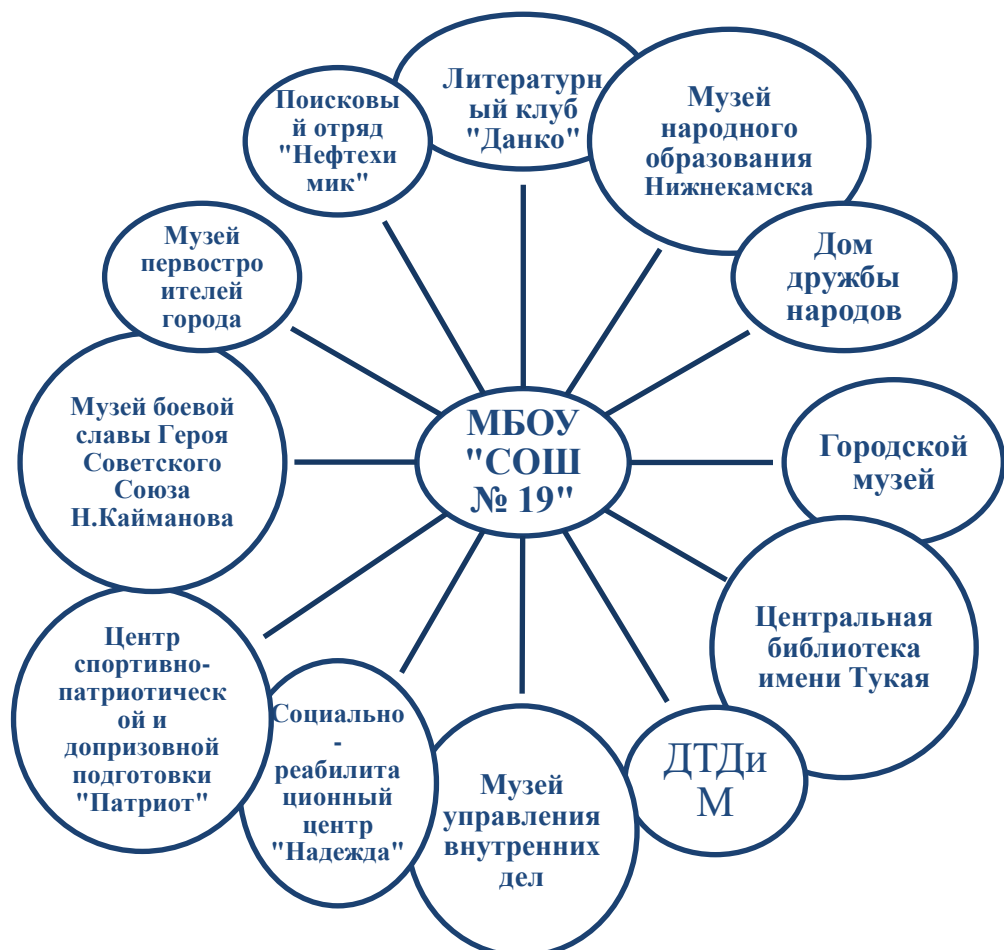 Литературн
ый клуб
"Данко"
Музей
народного
образования
Нижнекамска
Дом
дружбы
народов
Городской
музей
Центральная
библиотека
имени Тукая
ДТДи
М
Музей
управления
внутренних
дел
Социально
-
реабилита
ционный
центр
"Надежда"
Центр
спортивно-
патриотическ
ой и
допризовной
подготовки
"Патриот"
Музей боевой
славы Героя
Советского
Союза
Н.Кайманова
Музей
первостро
ителей
города
Поисковы
й отряд
"Нефтехи
мик"
МБОУ
"СОШ
№ 19"